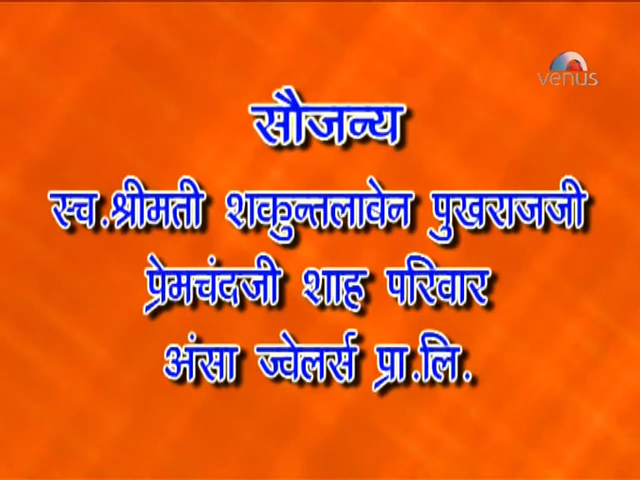 venus
सौजन्य
स्च.श्रीमती शकुन्तलाबेन पुखराजजी
प्रेमचंदजी शाह परिवार
अंसा ज्वेलर्स प्रा.लि.